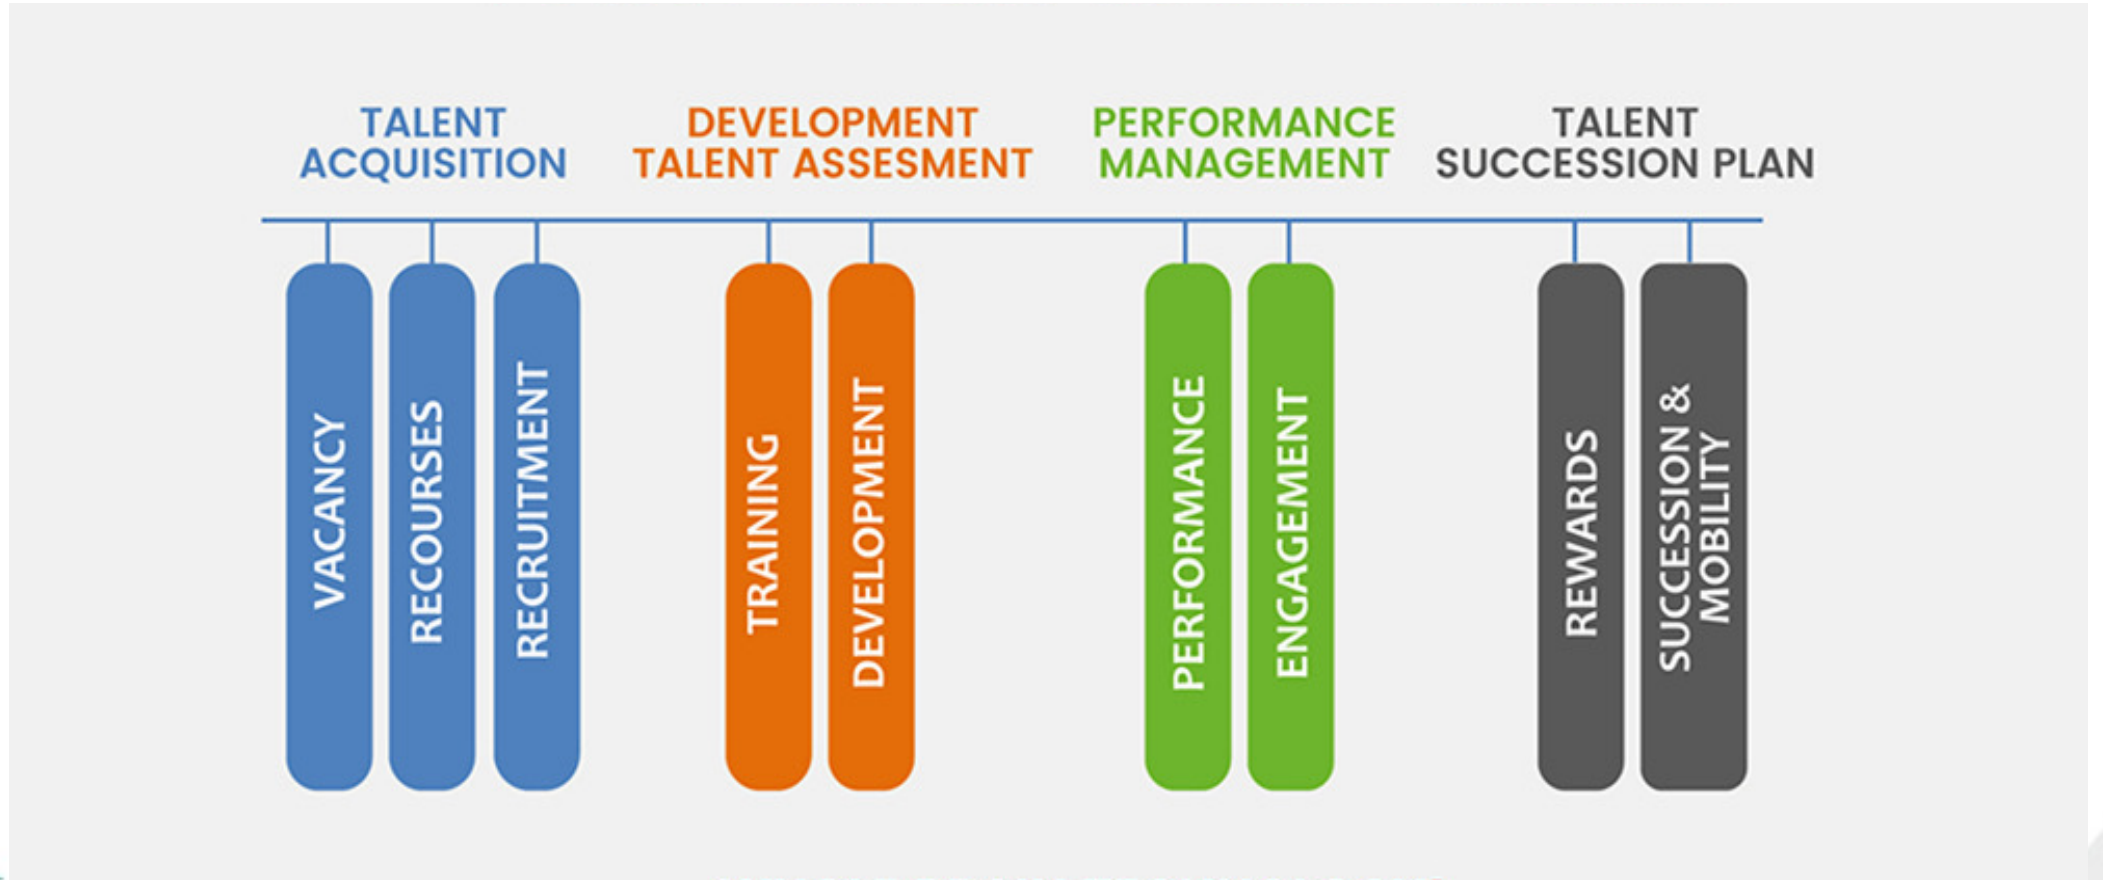 TALENT
ACQUISITION
DEVELOPMENT
TALENT ASSESMENT
PERFORMANCE
MANAGEMENT
TALENT
SUCCESSION PLAN
VACANCY
RECOURSES
RECRUITMENT
TRAINING
DEVELOPMENT
PERFORMANCE
ENGAGEMENT
REWARDS
SUCCESSION &
MOBILITY